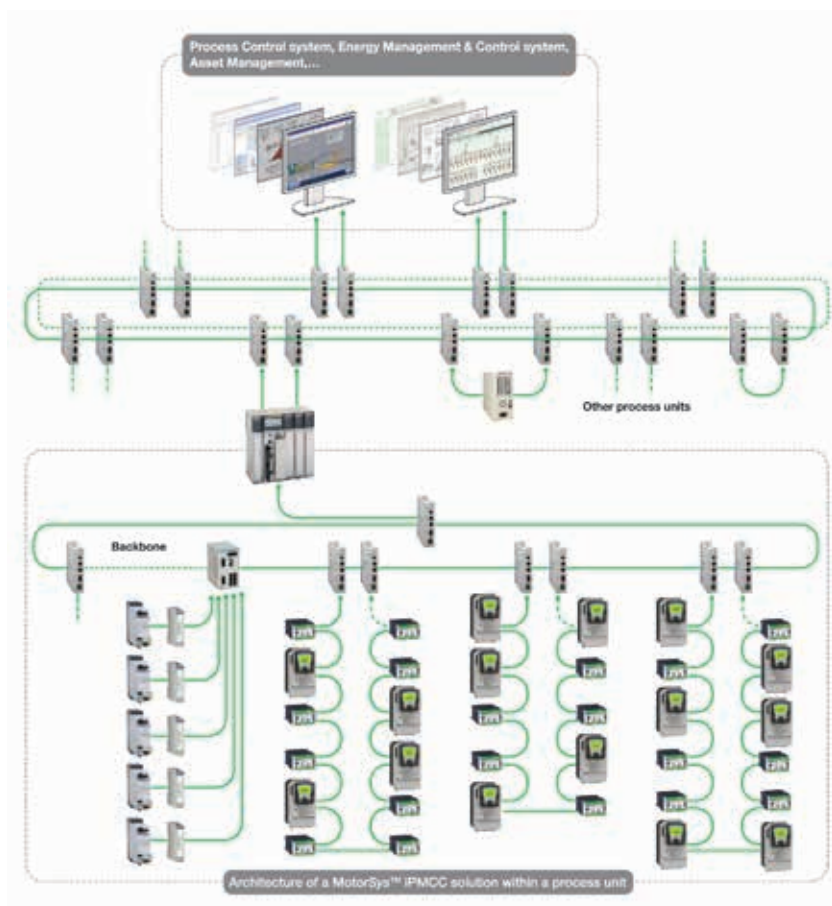 Process Control system, Energy Management & Control system,
Asset Management,...
Other process units
Backbone
Architecture of a MotorSys™ iPMCC solution within a process unit